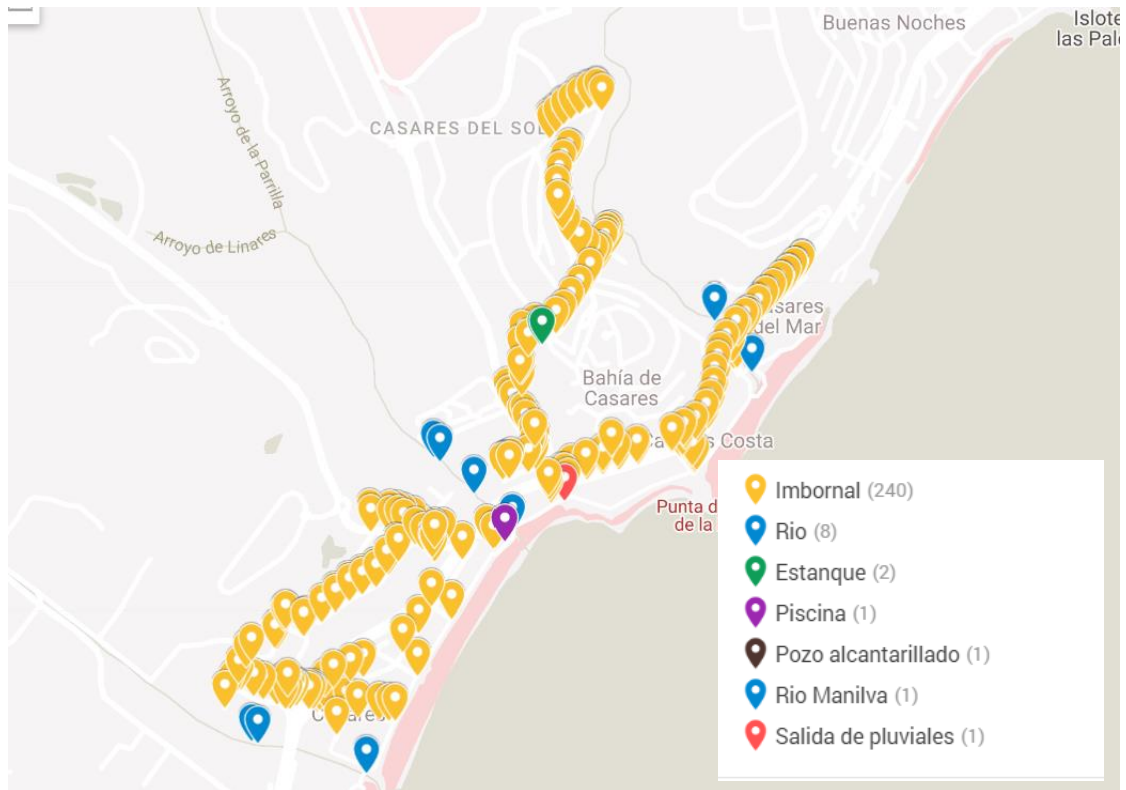 Buenas Noches
Islote
las Pal
CASARES DEL SOL
Arroyo de la Parrilla
Arroyo de Linares
del Mar
Bahía de
Casares
Costa
Punta d
de la
Imbornal (240)
Rio (8)
Estanque (2)
Piscina (1)
Pozo alcantarillado (1)
Rio Manilva (1)
Salida de pluviales (1)